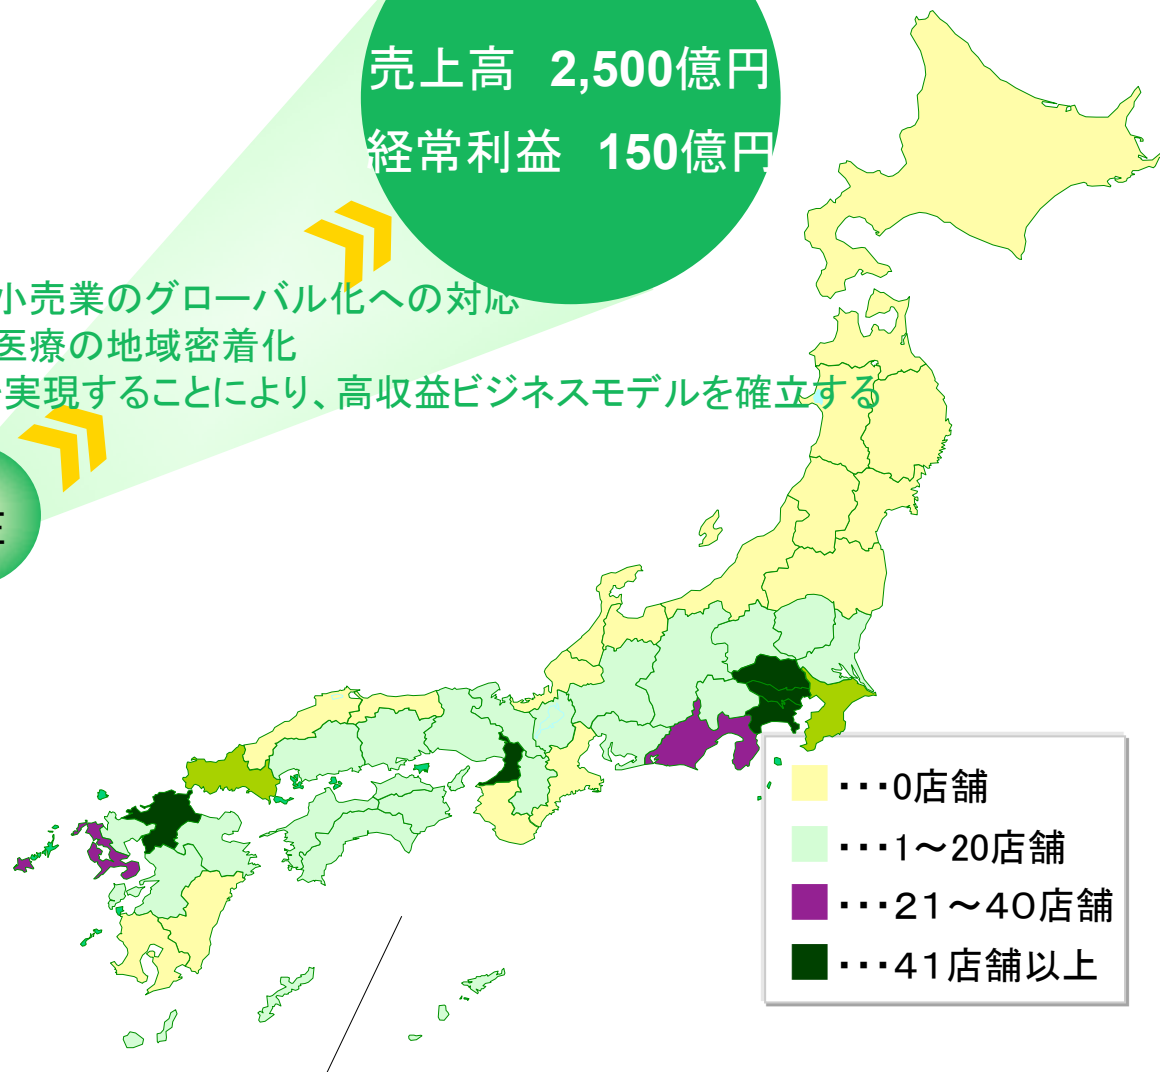 売上高 2,500億円
経常利益 150億円
小売業のグローバル化への対応
医療の地域密着化
実現することにより、高収益ビジネスモデルを確立する
・・・0店舗
・・・1～20店舗
・・・２１～４０店舗
・・・４１店舗以上